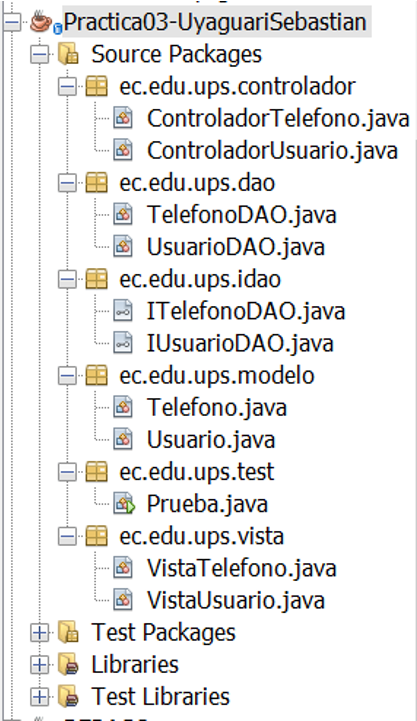 Practica03-UyaguariSebastian
Source Packages
ec.edu.ups.controlador
ControladorTelefono.java
ControladorUsuario.java
ec.edu.ups.dao
TelefonoDAO.java
UsuarioDAO.java
ec.edu.ups.idao
ITelefonoDAO.java
IUsuarioDAO.java
ec.edu.ups.modelo
Telefono.java
Usuario.java
ec.edu.ups.test
Prueba.java
ec.edu.ups.vista
VistaTelefono.java
VistaUsuario.java
Test Packages
Libraries
Test Libraries